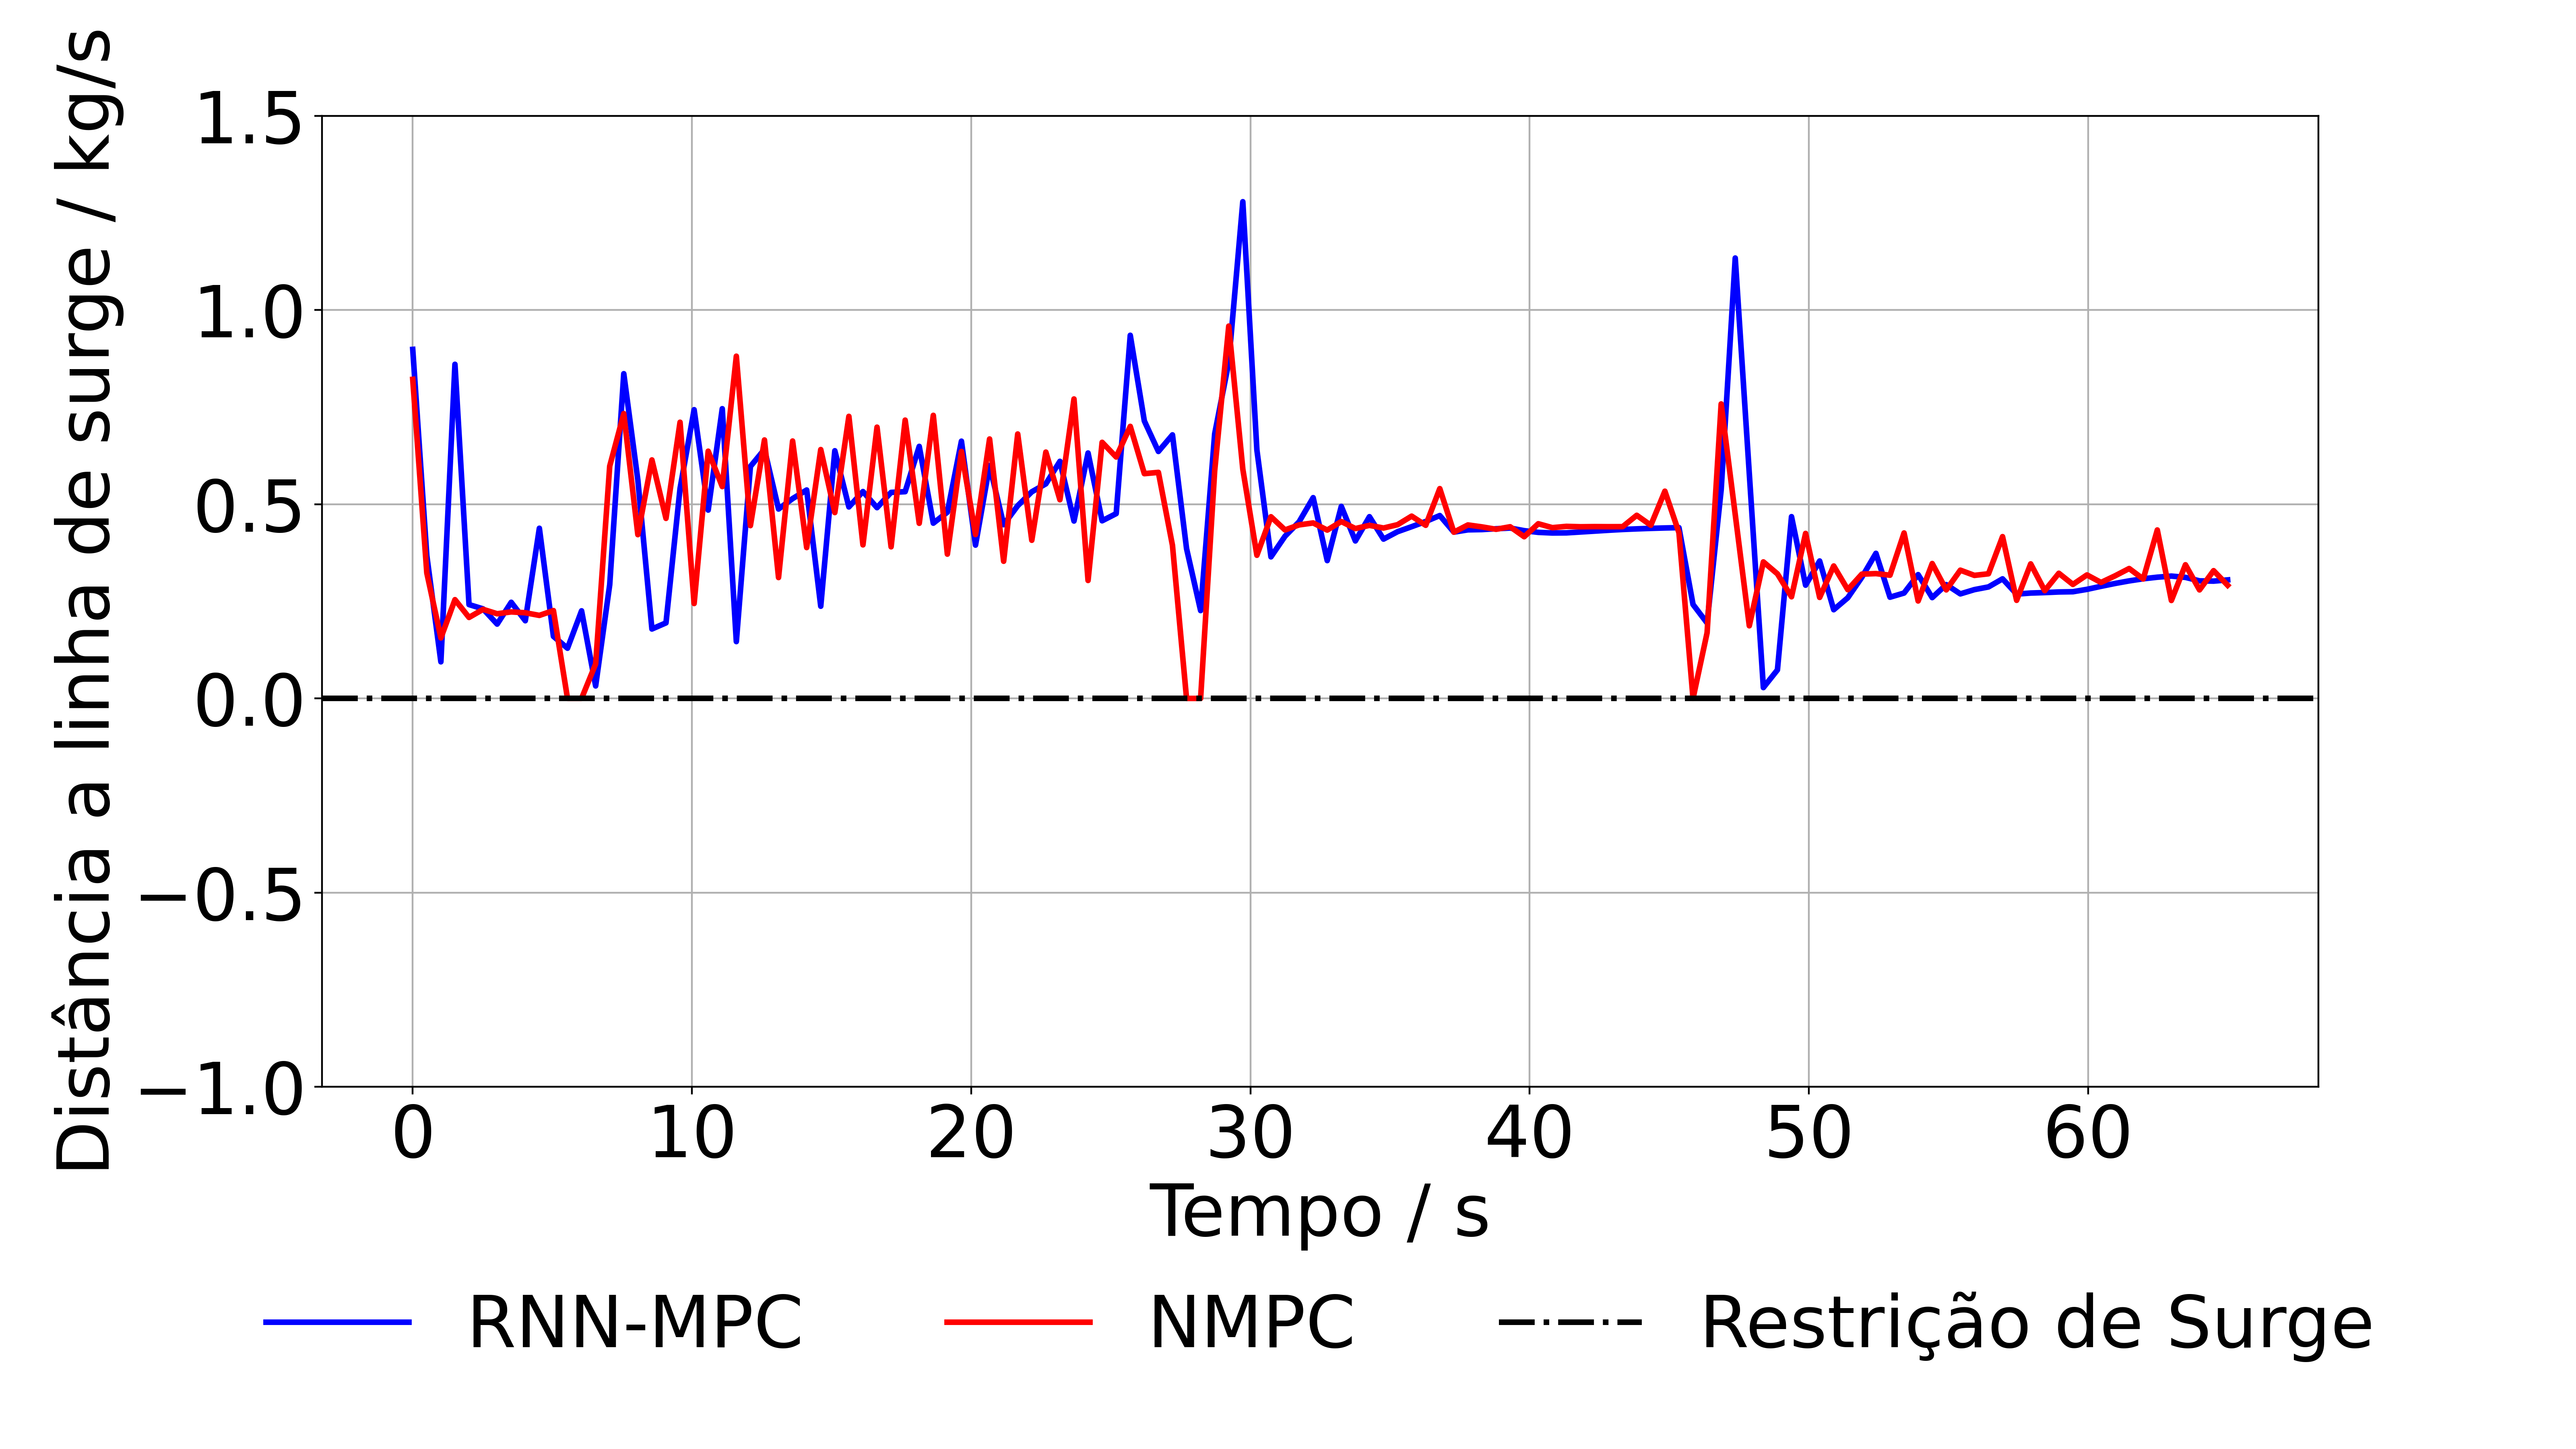 Distância a linha de surge / kg/s
1.5
1.0
0.5
0.0
−0.5
−1.0
0 10 20 30 40 50 60
Tempo / s
RNN-MPC NMPC Restrição de Surge